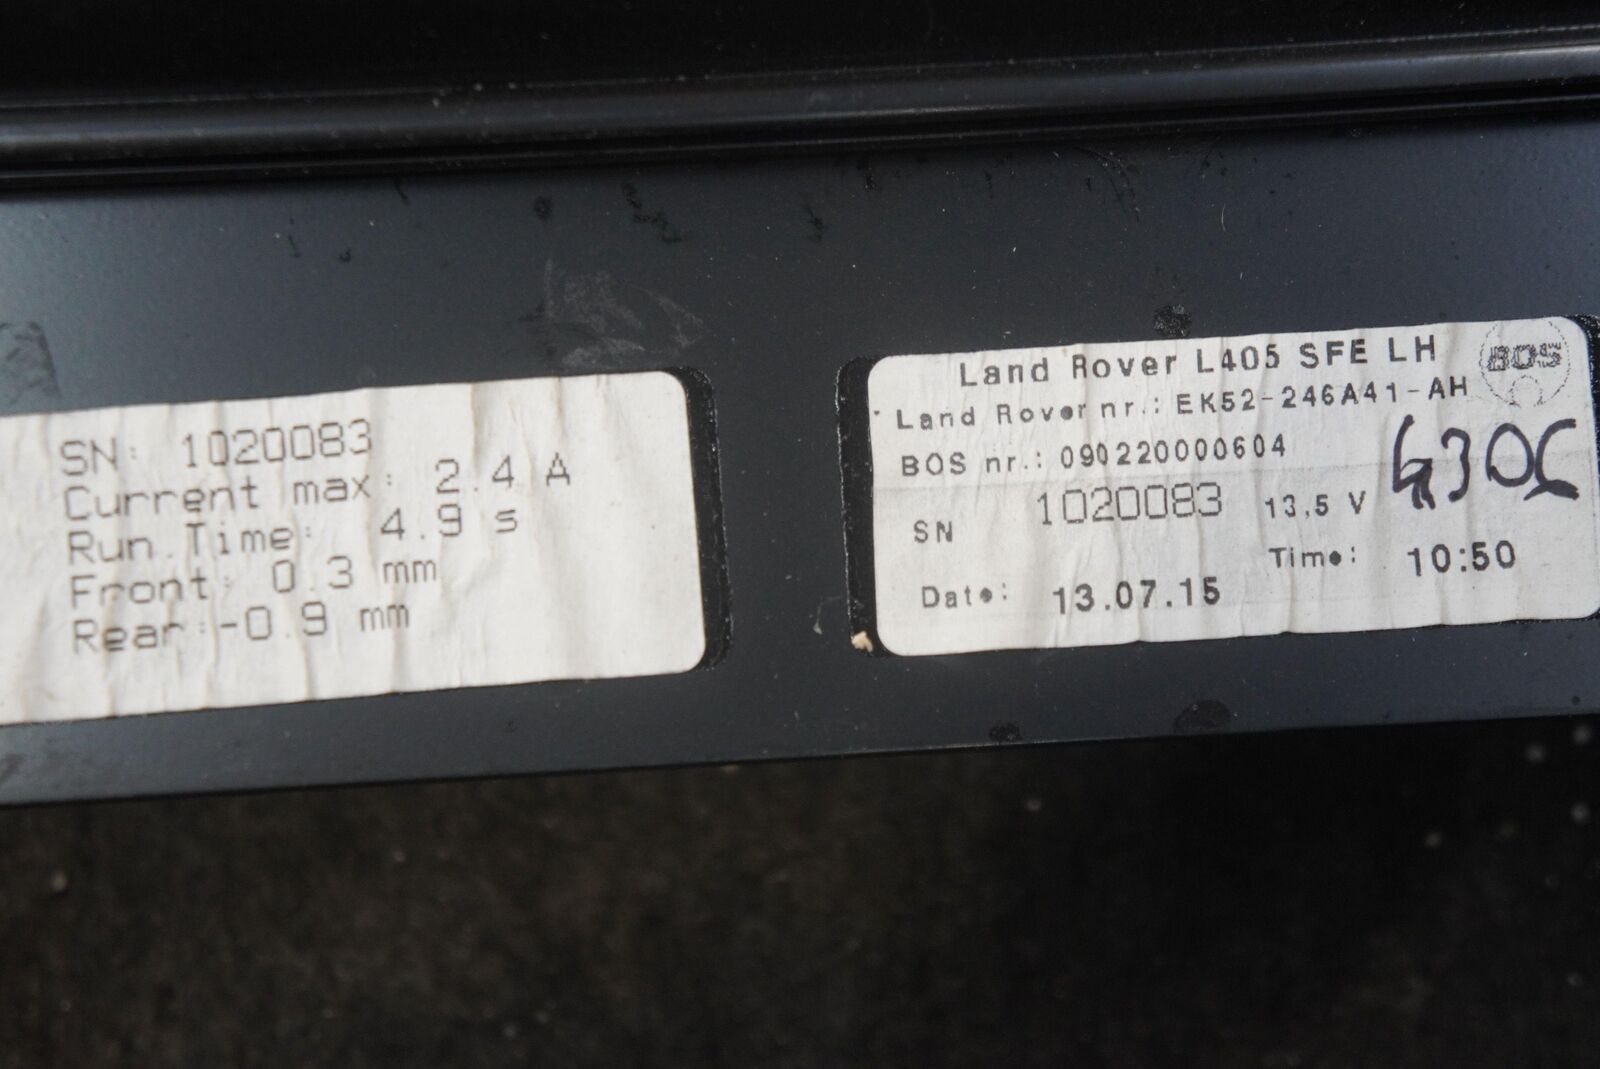 SN: 1020083
Current max: 2.4 A
Run.Time: 4.9 s
Front: 0.3 mm
Rear:-0.9 mm
Land Rover L405 SFE LH
BOS
Land Rover nr.: EK52-246A41-AH
BOS nr.: 090220000604
SN 1020083 13,5 V
Date: 13.07.15 Time: 10:50